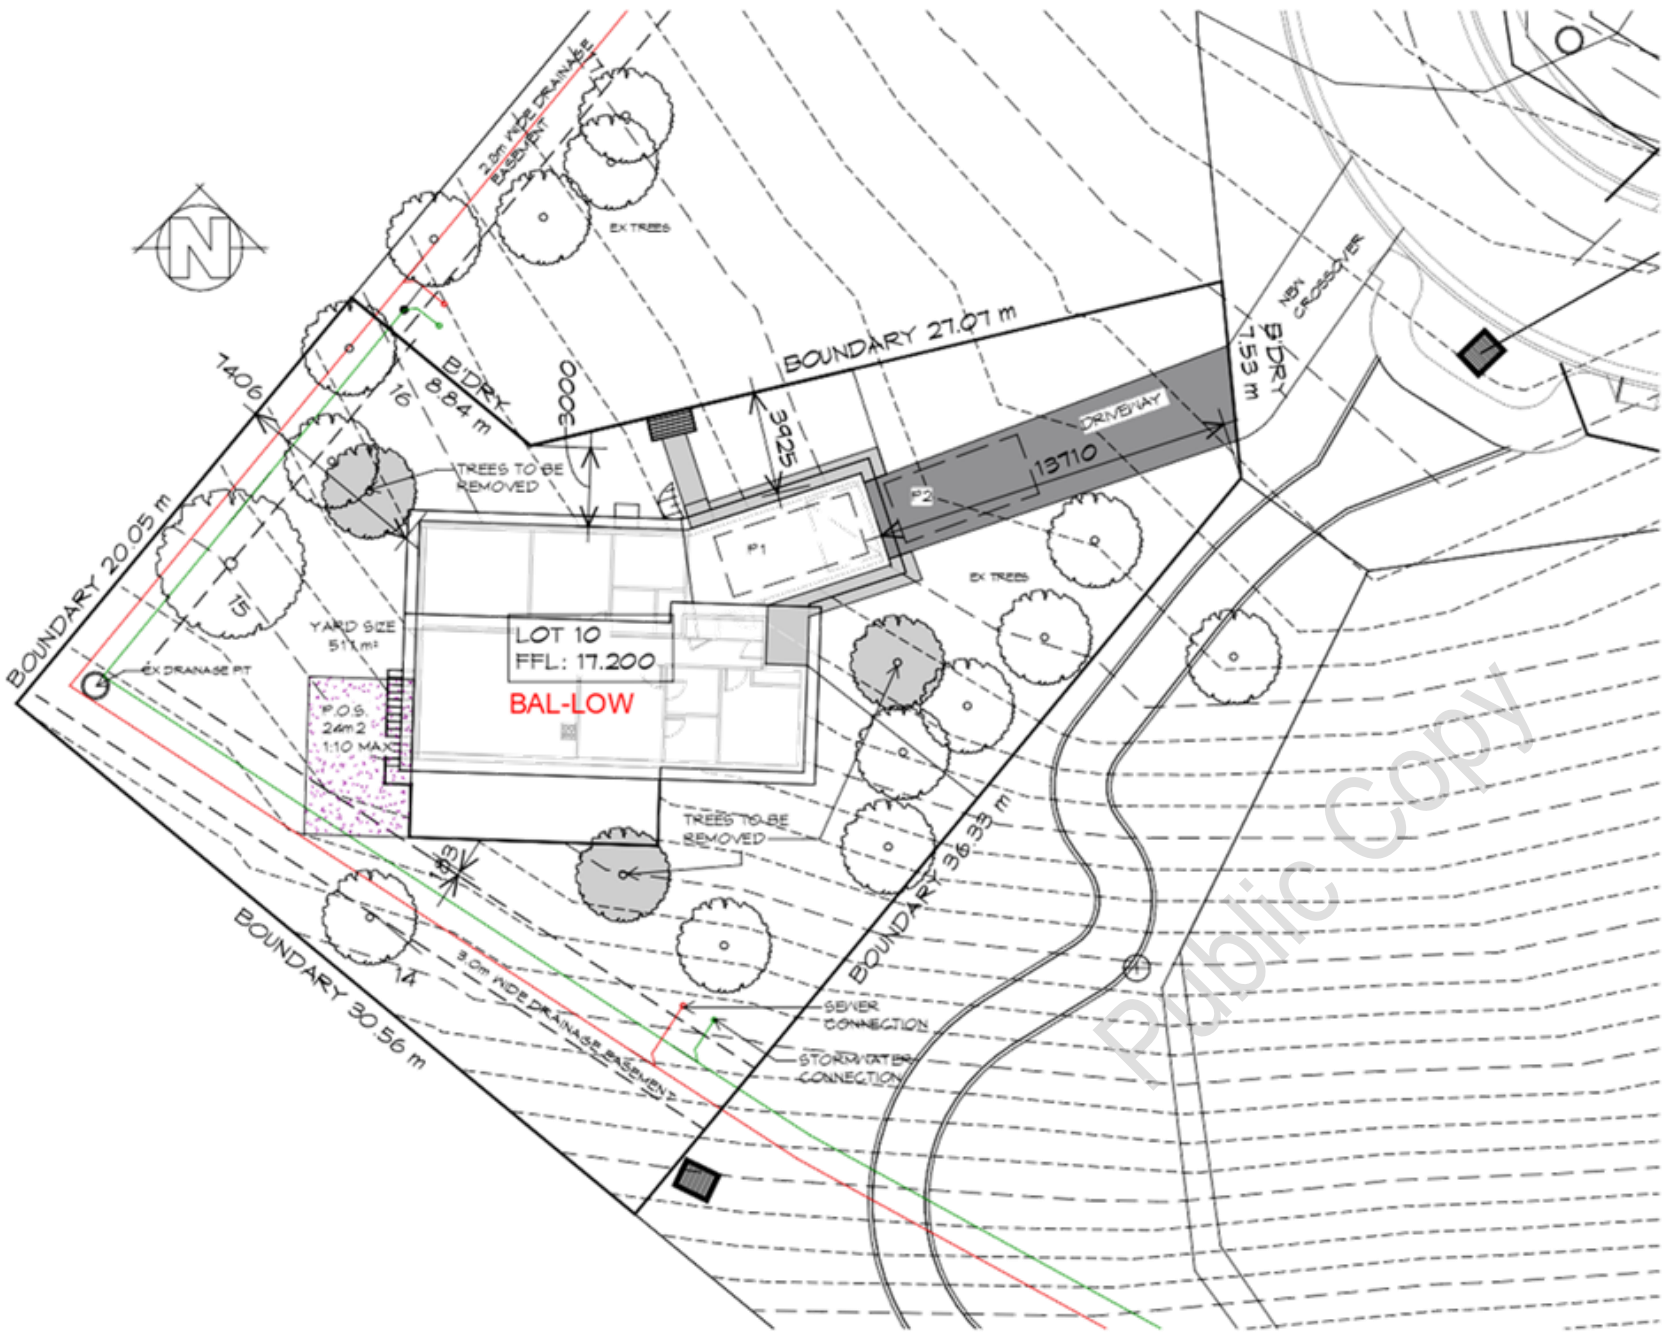 2.0m WIDE DRAINAGE
EASEMENT
EX TREES
N
NEW
CROSSOVER
BOUNDARY 27.07 m
B'DRY
7.53 m
B'DRY
8.84 m
7406
16
3000
3925
DRIVEWAY
13710
P2
P1
TREES TO BE
REMOVED
BOUNDARY 20.05 m
15
EX TREES
YARD SIZE
511m²
LOT 10
FFL: 17.200
BAL-LOW
EX DRANAGE PIT
P.O.S.
24m2
1:10 MAX
TREES TO BE
REMOVED
BOUNDARY 36.33 m
BOUNDARY 30.56 m
14
3.0m WIDE DRAINAGE EASEMENT
SEWER
CONNECTION
STORMWATER
CONNECTION
Public Copy